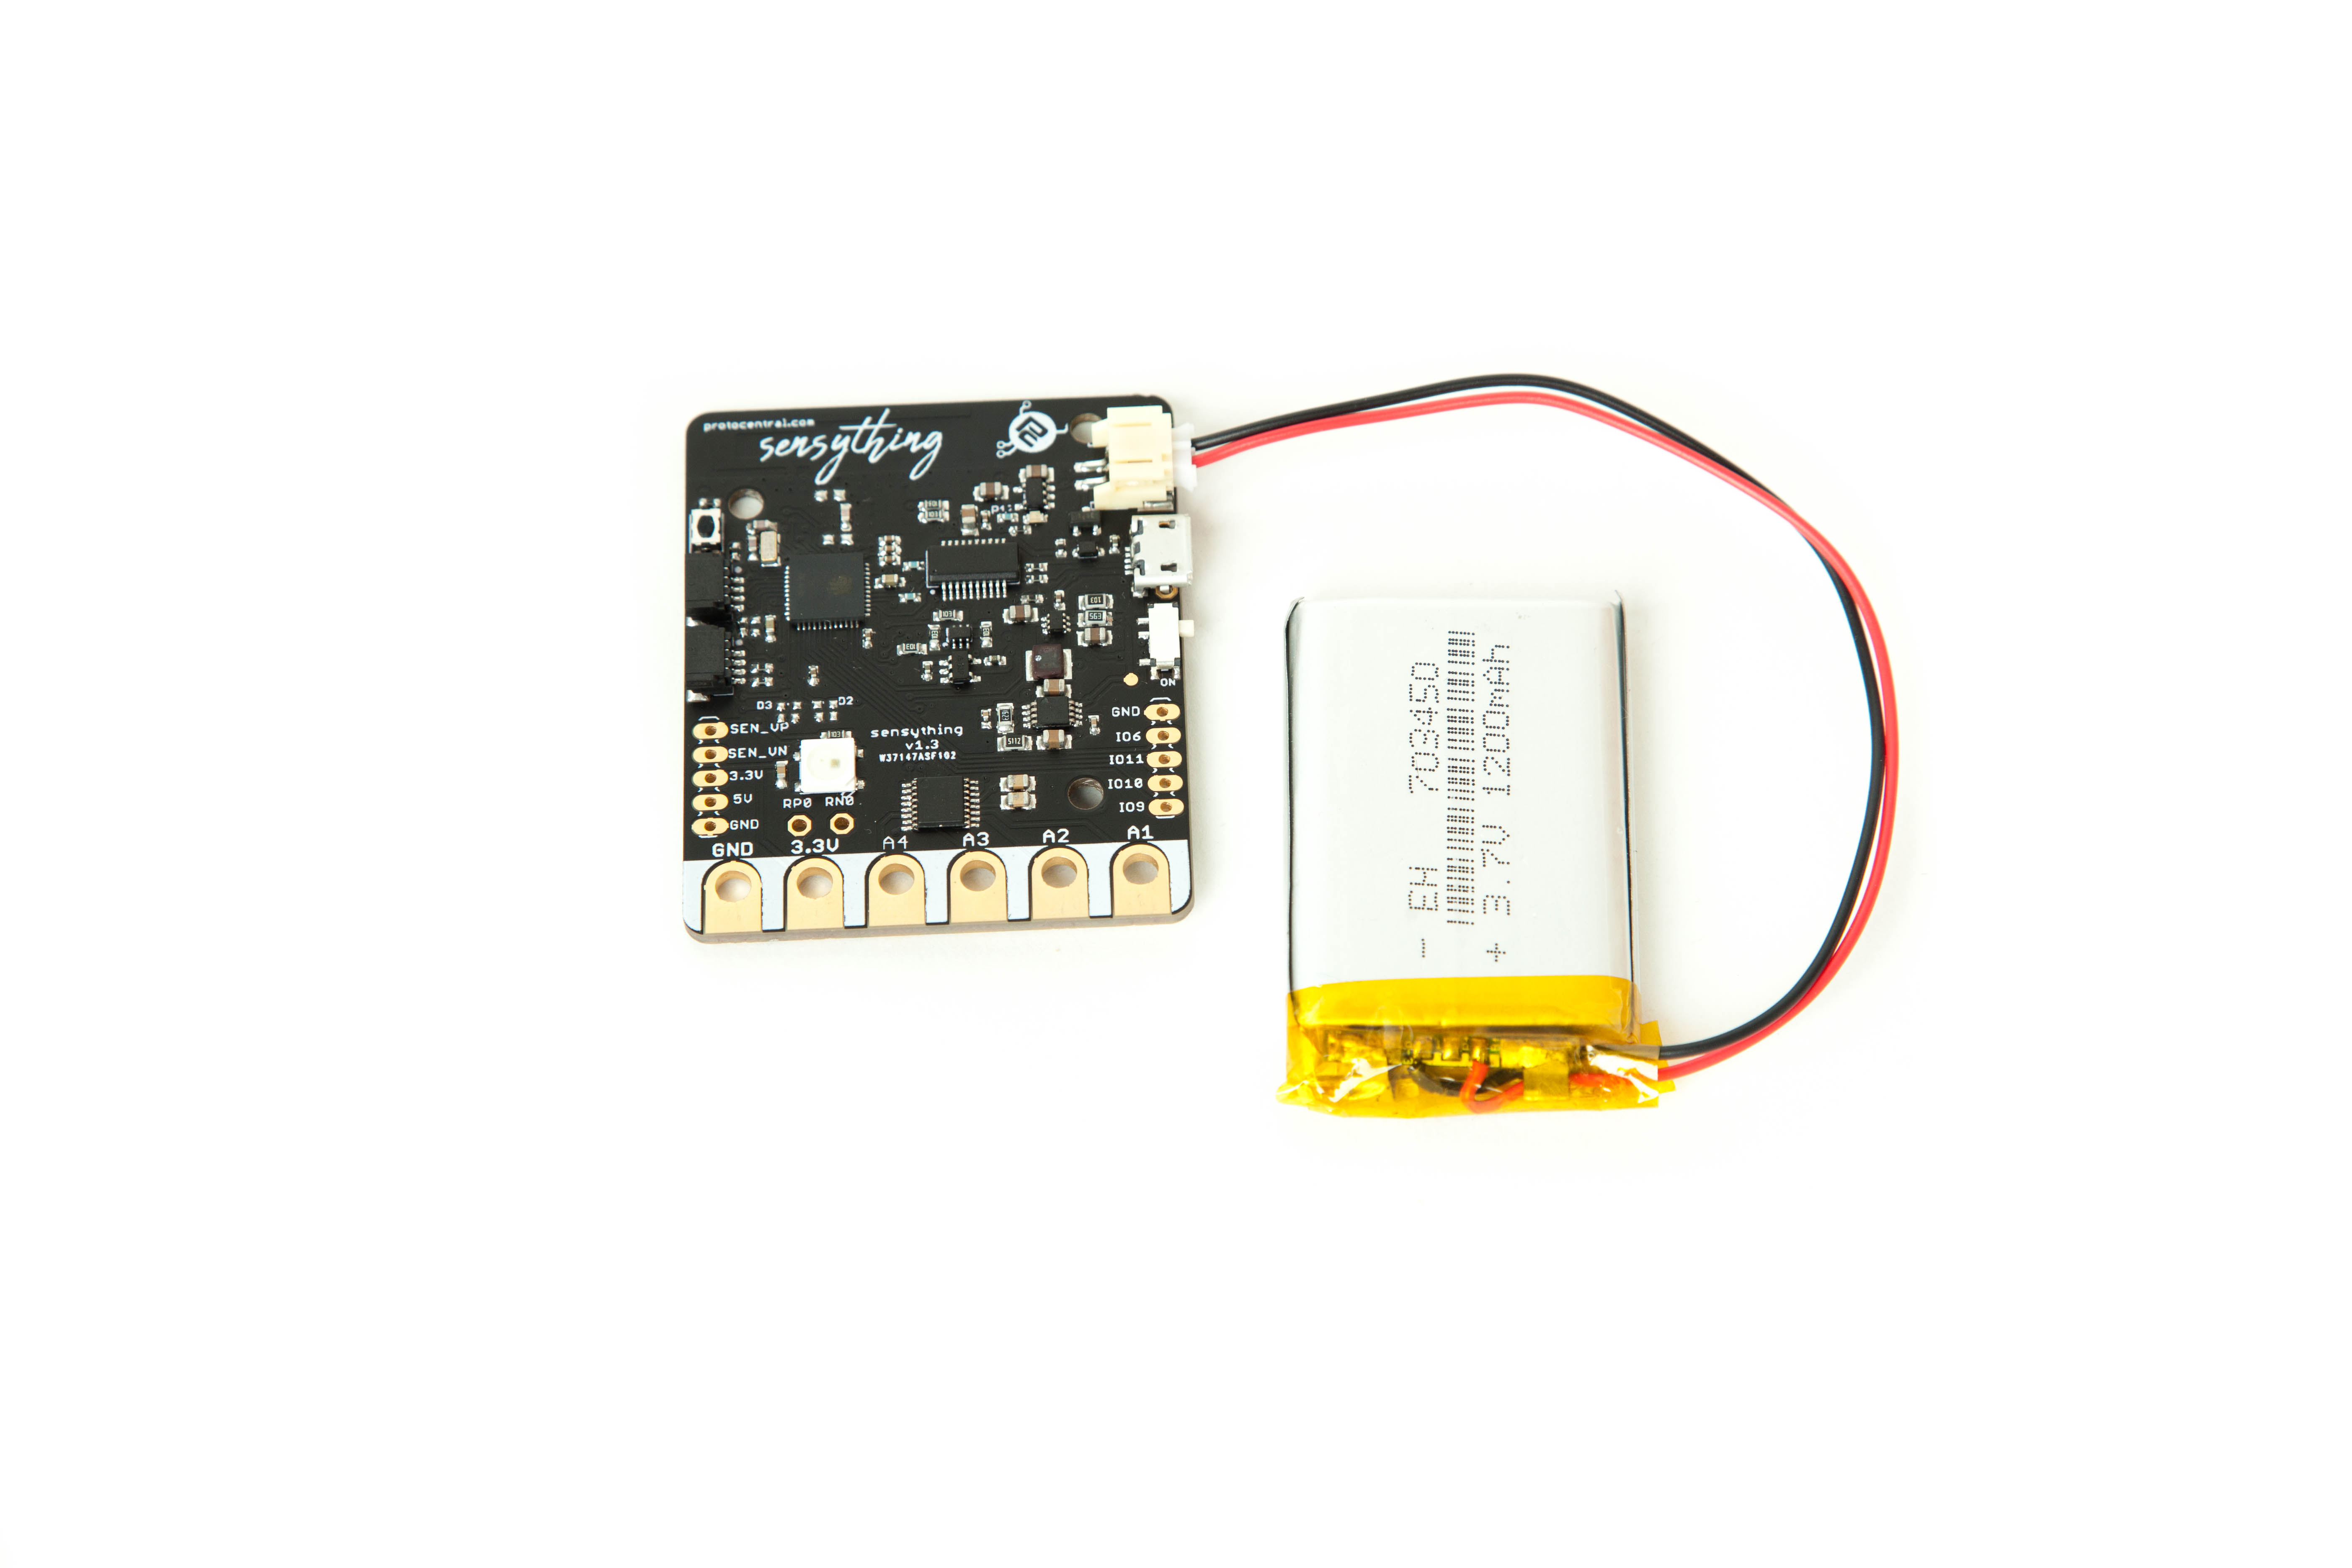 protocentral.com
sensything
ON
D3
D2
SEN_VP
SEN_VN
3.3V
5V
GND
RP0 RN0
sensything
v1.3
W37147ASF102
GND
IO6
IO11
IO10
IO9
GND 3.3V A4 A3 A2 A1
- EH 703450
+ 3.7V 1200mAh